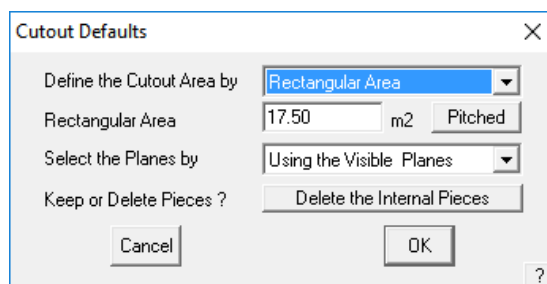 Cutout Defaults
Define the Cutout Area by Rectangular Area
Rectangular Area 17.50 m2 Pitched
Select the Planes by Using the Visible Planes
Keep or Delete Pieces ? Delete the Internal Pieces
Cancel OK
?